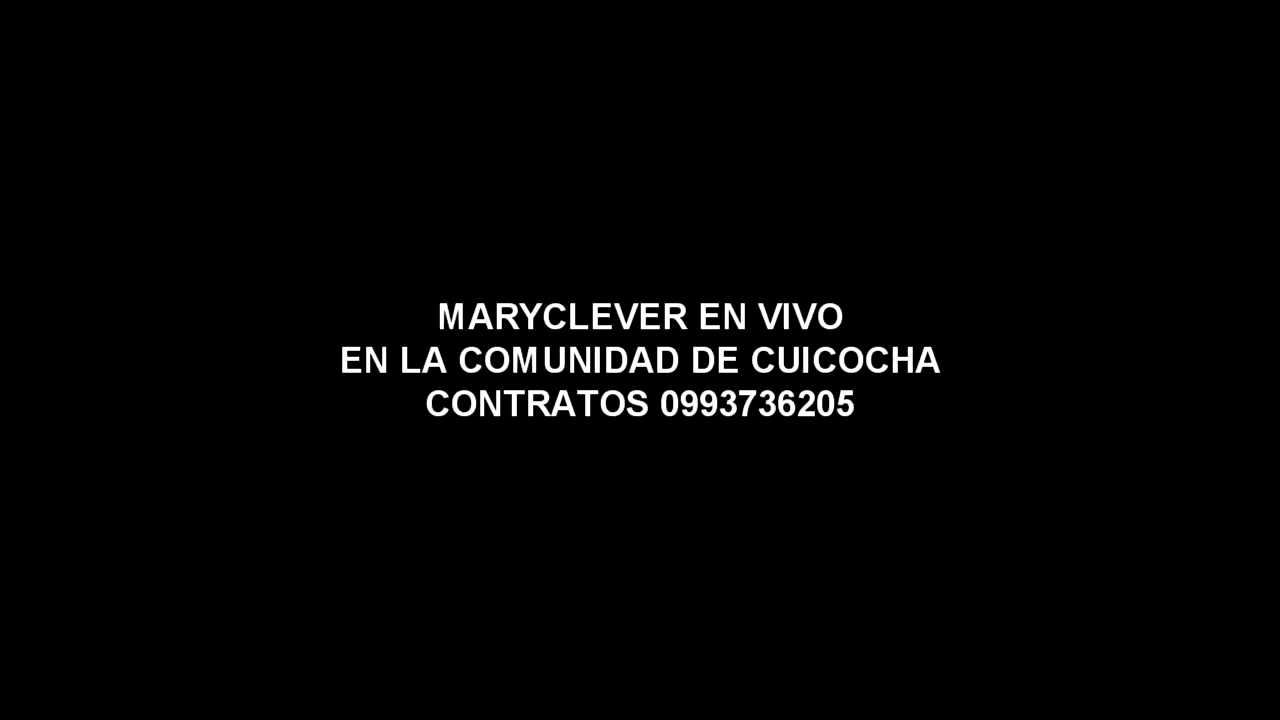 MARYCLEVER EN VIVO
EN LA COMUNIDAD DE CUICOCHA
CONTRATOS 0993736205